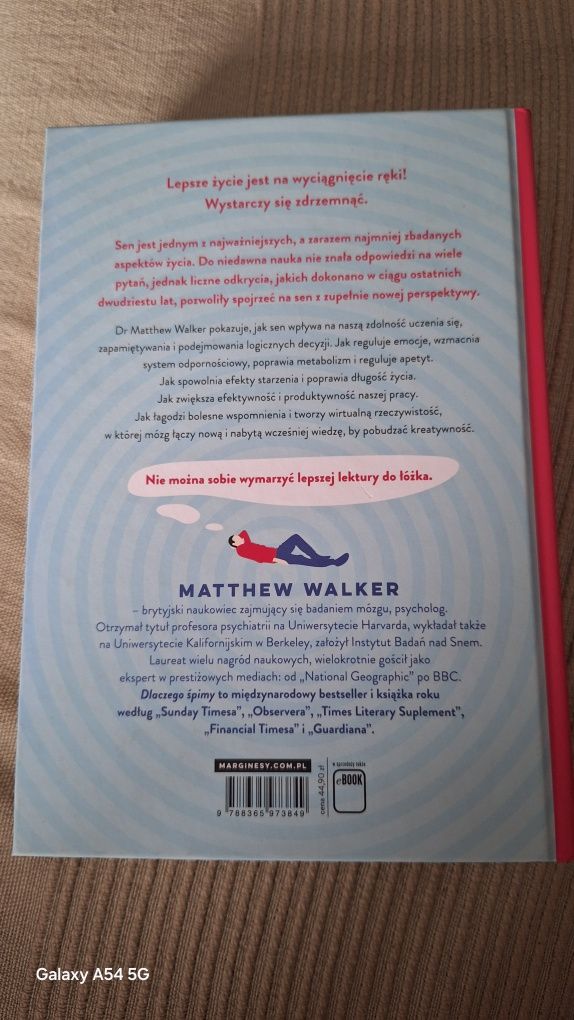 Lepsze życie jest na wyciągnięcie ręki!
Wystarczy się zdrzemnąć.
Sen jest jednym z najważniejszych, a zarazem najmniej zbadanych
aspektów życia. Do niedawna nauka nie znała odpowiedzi na wiele
pytań, jednak liczne odkrycia, jakich dokonano w ciągu ostatnich
dwudziestu lat, pozwoliły spojrzeć na sen z zupełnie nowej perspektywy.
Dr Matthew Walker pokazuje, jak sen wpływa na naszą zdolność uczenia się,
zapamiętywania i podejmowania logicznych decyzji. Jak reguluje emocje, wzmacnia
system odpornościowy, poprawia metabolizm i reguluje apetyt.
Jak spowolnia efekty starzenia i poprawia długość życia.
Jak zwiększa efektywność i produktywność naszej pracy.
Jak łagodzi bolesne wspomnienia i tworzy wirtualną rzeczywistość,
w której mózg łączy nową i nabytą wcześniej wiedzę, by pobudzać kreatywność.
Nie można sobie wymarzyć lepszej lektury do łóżka.
MATTHEW WALKER
– brytyjski naukowiec zajmujący się badaniem mózgu, psycholog.
Otrzymał tytuł profesora psychiatrii na Uniwersytecie Harvarda, wykładał także
na Uniwersytecie Kalifornijskim w Berkeley, założył Instytut Badań nad Snem.
Laureat wielu nagród naukowych, wielokrotnie gościł jako
ekspert w prestiżowych mediach: od „National Geographic” po BBC.
Dlaczego śpimy to międzynarodowy bestseller i książka roku
według „Sunday Timesa”, „Observera”, „Times Literary Suplement”,
„Financial Timesa” i „Guardiana”.
MARGINESY.COM.PL
9 788365 973849
cena 44,90 zł
w sprzedaży także
eBOOK
Galaxy A54 5G